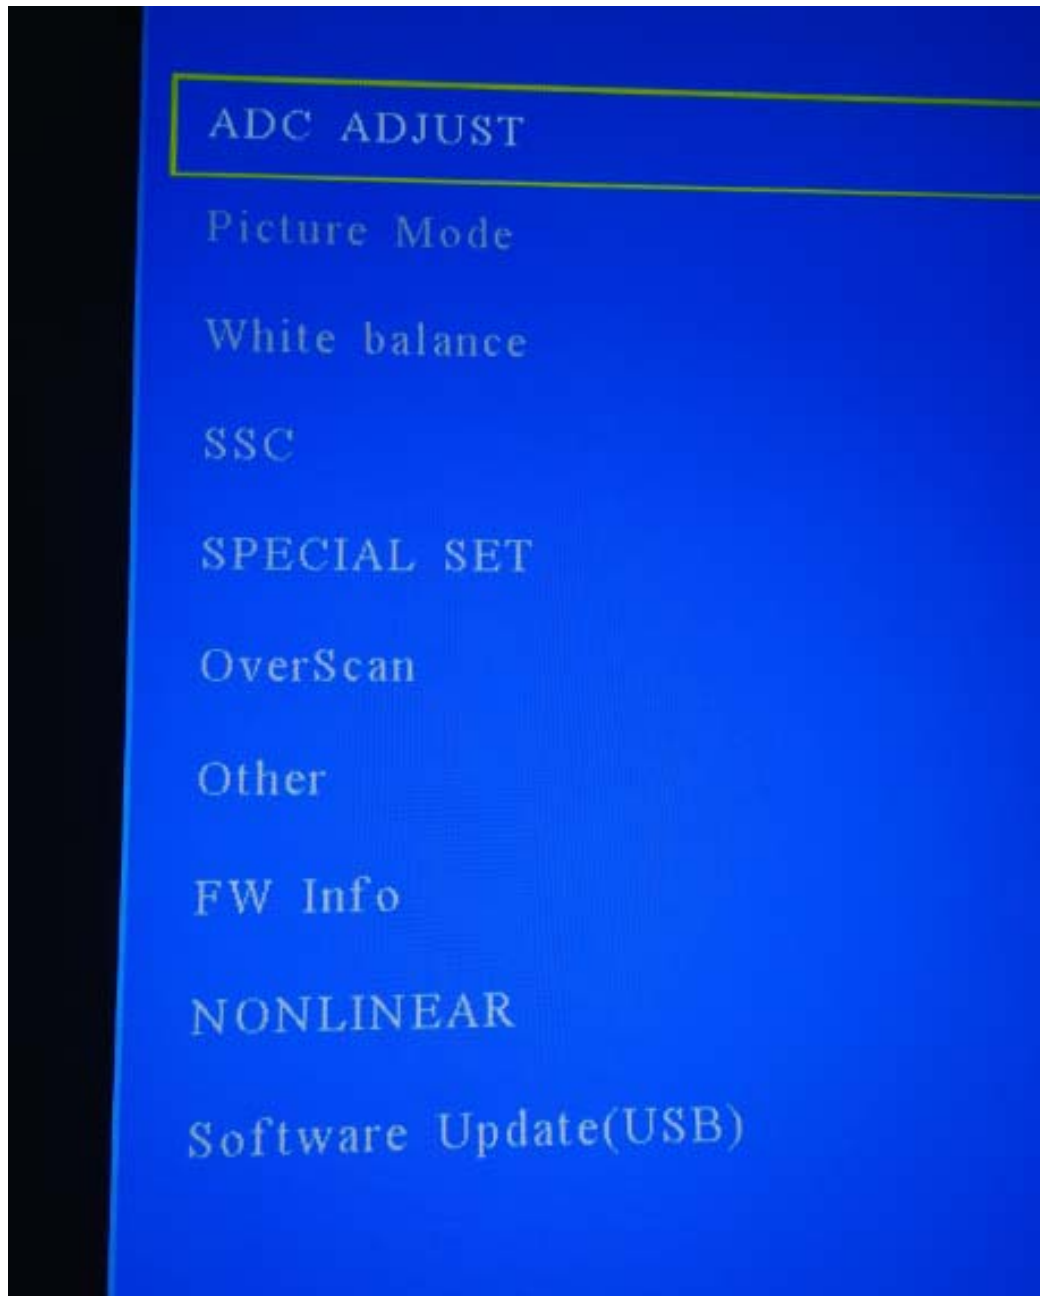 ADC ADJUST
Picture Mode
White balance
SSC
SPECIAL SET
OverScan
Other
FW Info
NONLINEAR
Software Update(USB)